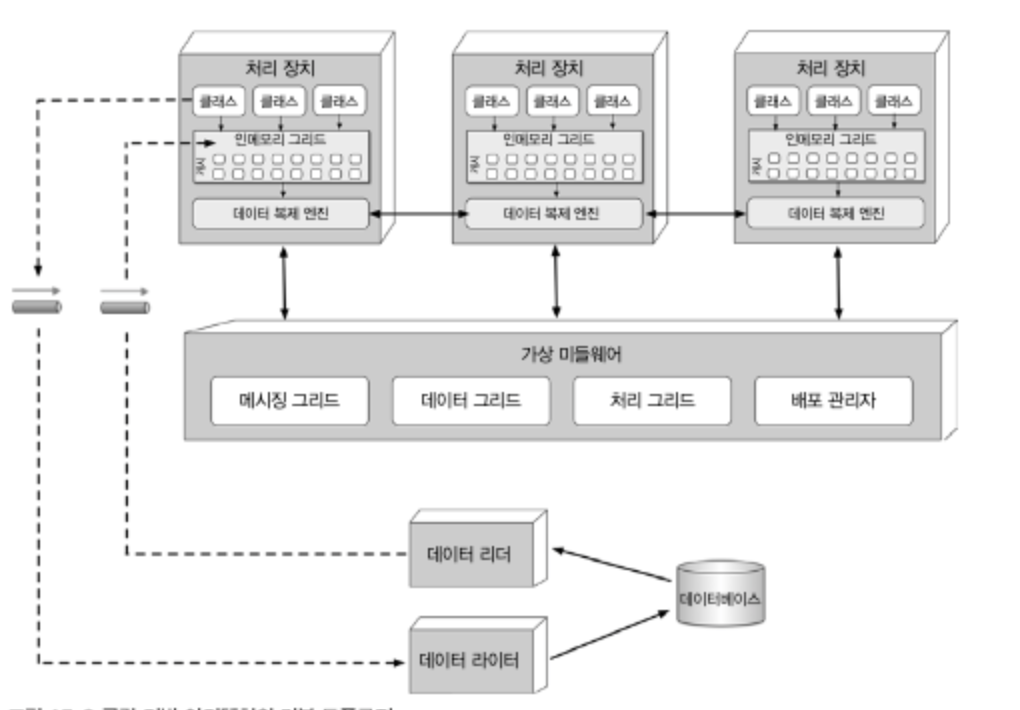 처리 장치
클래스 클래스 클래스
인메모리 그리드
캐시
데이터 복제 엔진
처리 장치
클래스 클래스 클래스
인메모리 그리드
캐시
데이터 복제 엔진
처리 장치
클래스 클래스 클래스
인메모리 그리드
캐시
데이터 복제 엔진
가상 미들웨어
메시징 그리드 데이터 그리드 처리 그리드 배포 관리자
데이터 리더
데이터베이스
데이터 라이터